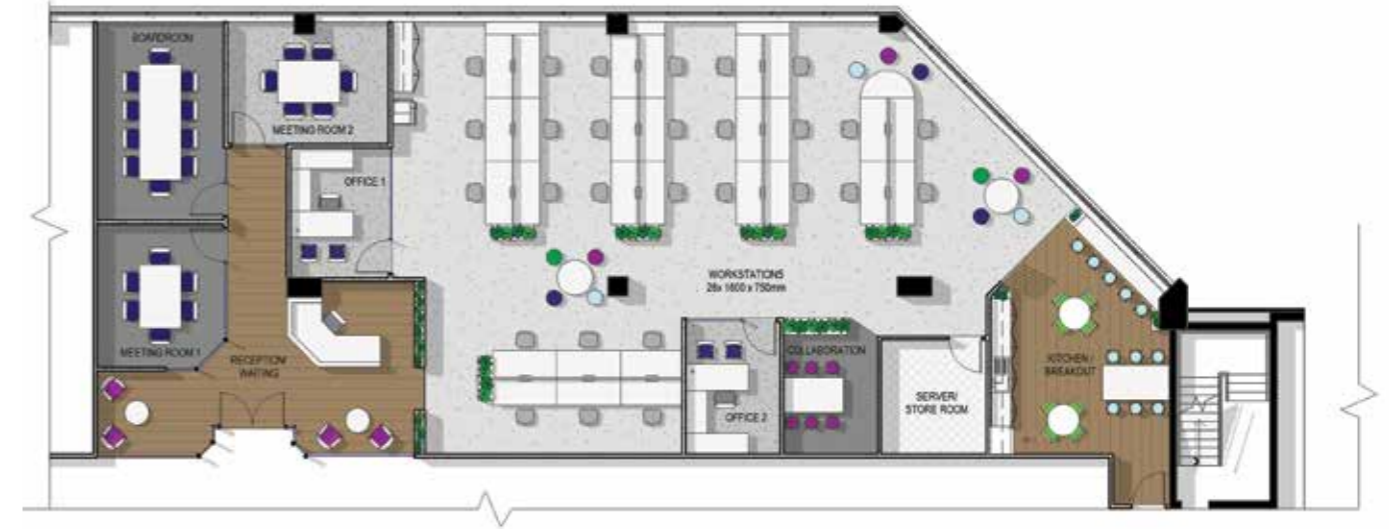 BOARDROOM
MEETING ROOM 2
OFFICE 1
WORKSTATIONS
28x 1600 x 750mm
MEETING ROOM 1
RECEPTION/
WAITING
COLLABORATION
OFFICE 2
SERVER/
STORE ROOM
KITCHEN /
BREAKOUT